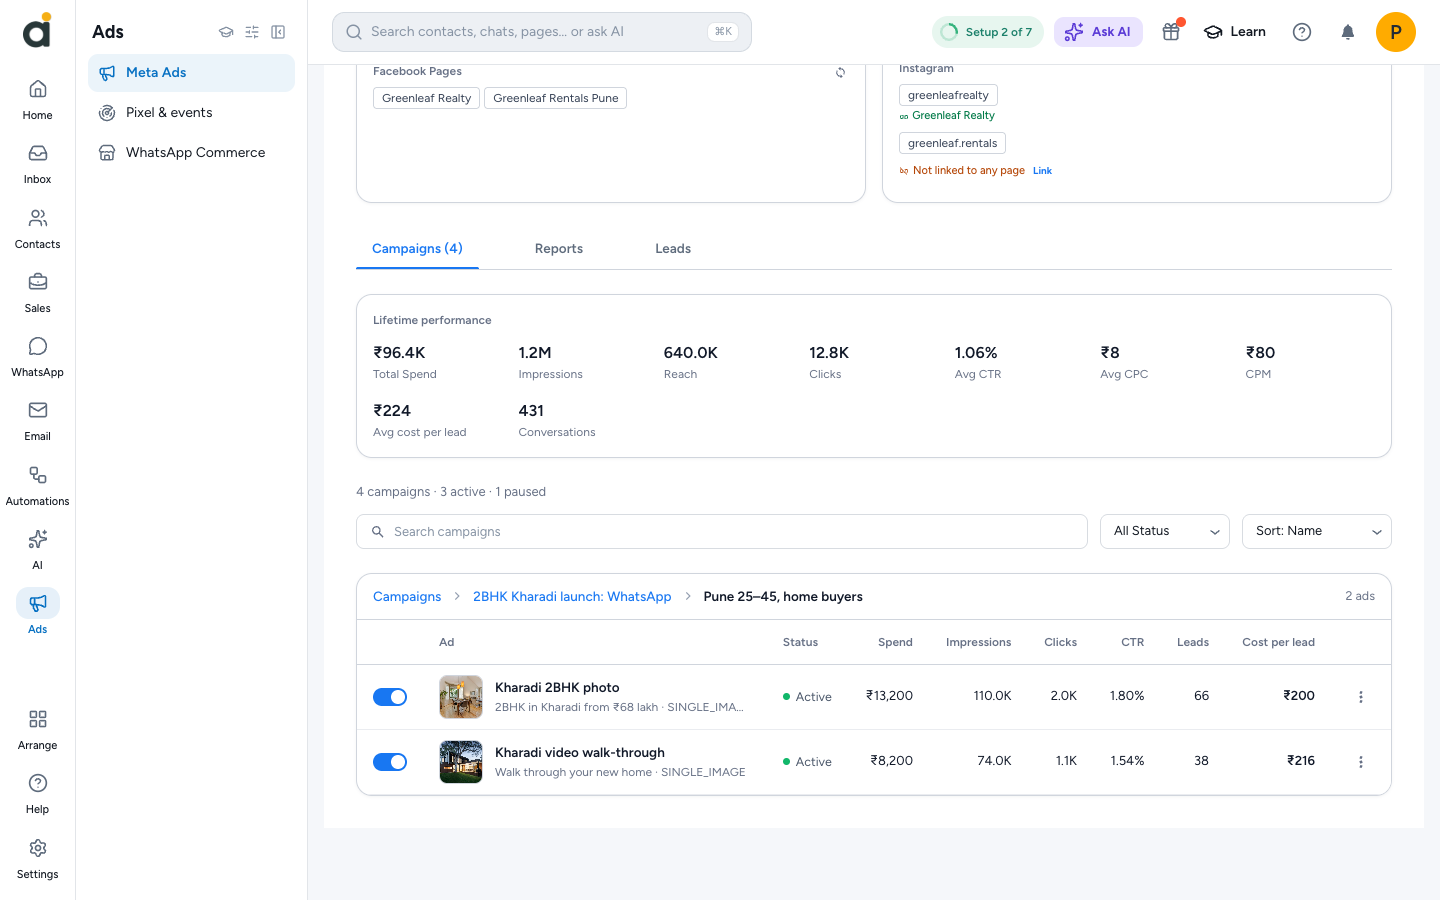 Ads
Search contacts, chats, pages... or ask AI
⌘K
Setup 2 of 7
Ask AI
Learn
P
Home
Inbox
Contacts
Sales
WhatsApp
Email
Automations
AI
Ads
Arrange
Help
Settings
Meta Ads
Pixel & events
WhatsApp Commerce
Facebook Pages
Greenleaf Realty
Greenleaf Rentals Pune
Instagram
greenleafrealty
Greenleaf Realty
greenleaf.rentals
Not linked to any page Link
Campaigns (4)
Reports
Leads
Lifetime performance
₹96.4K
Total Spend
1.2M
Impressions
640.0K
Reach
12.8K
Clicks
1.06%
Avg CTR
₹8
Avg CPC
₹80
CPM
₹224
Avg cost per lead
431
Conversations
4 campaigns · 3 active · 1 paused
Search campaigns
All Status
Sort: Name
Campaigns > 2BHK Kharadi launch: WhatsApp > Pune 25–45, home buyers
2 ads
Ad Status Spend Impressions Clicks CTR Leads Cost per lead
Kharadi 2BHK photo
2BHK in Kharadi from ₹68 lakh · SINGLE_IMA...
Active ₹13,200 110.0K 2.0K 1.80% 66 ₹200
Kharadi video walk-through
Walk through your new home · SINGLE_IMAGE
Active ₹8,200 74.0K 1.1K 1.54% 38 ₹216